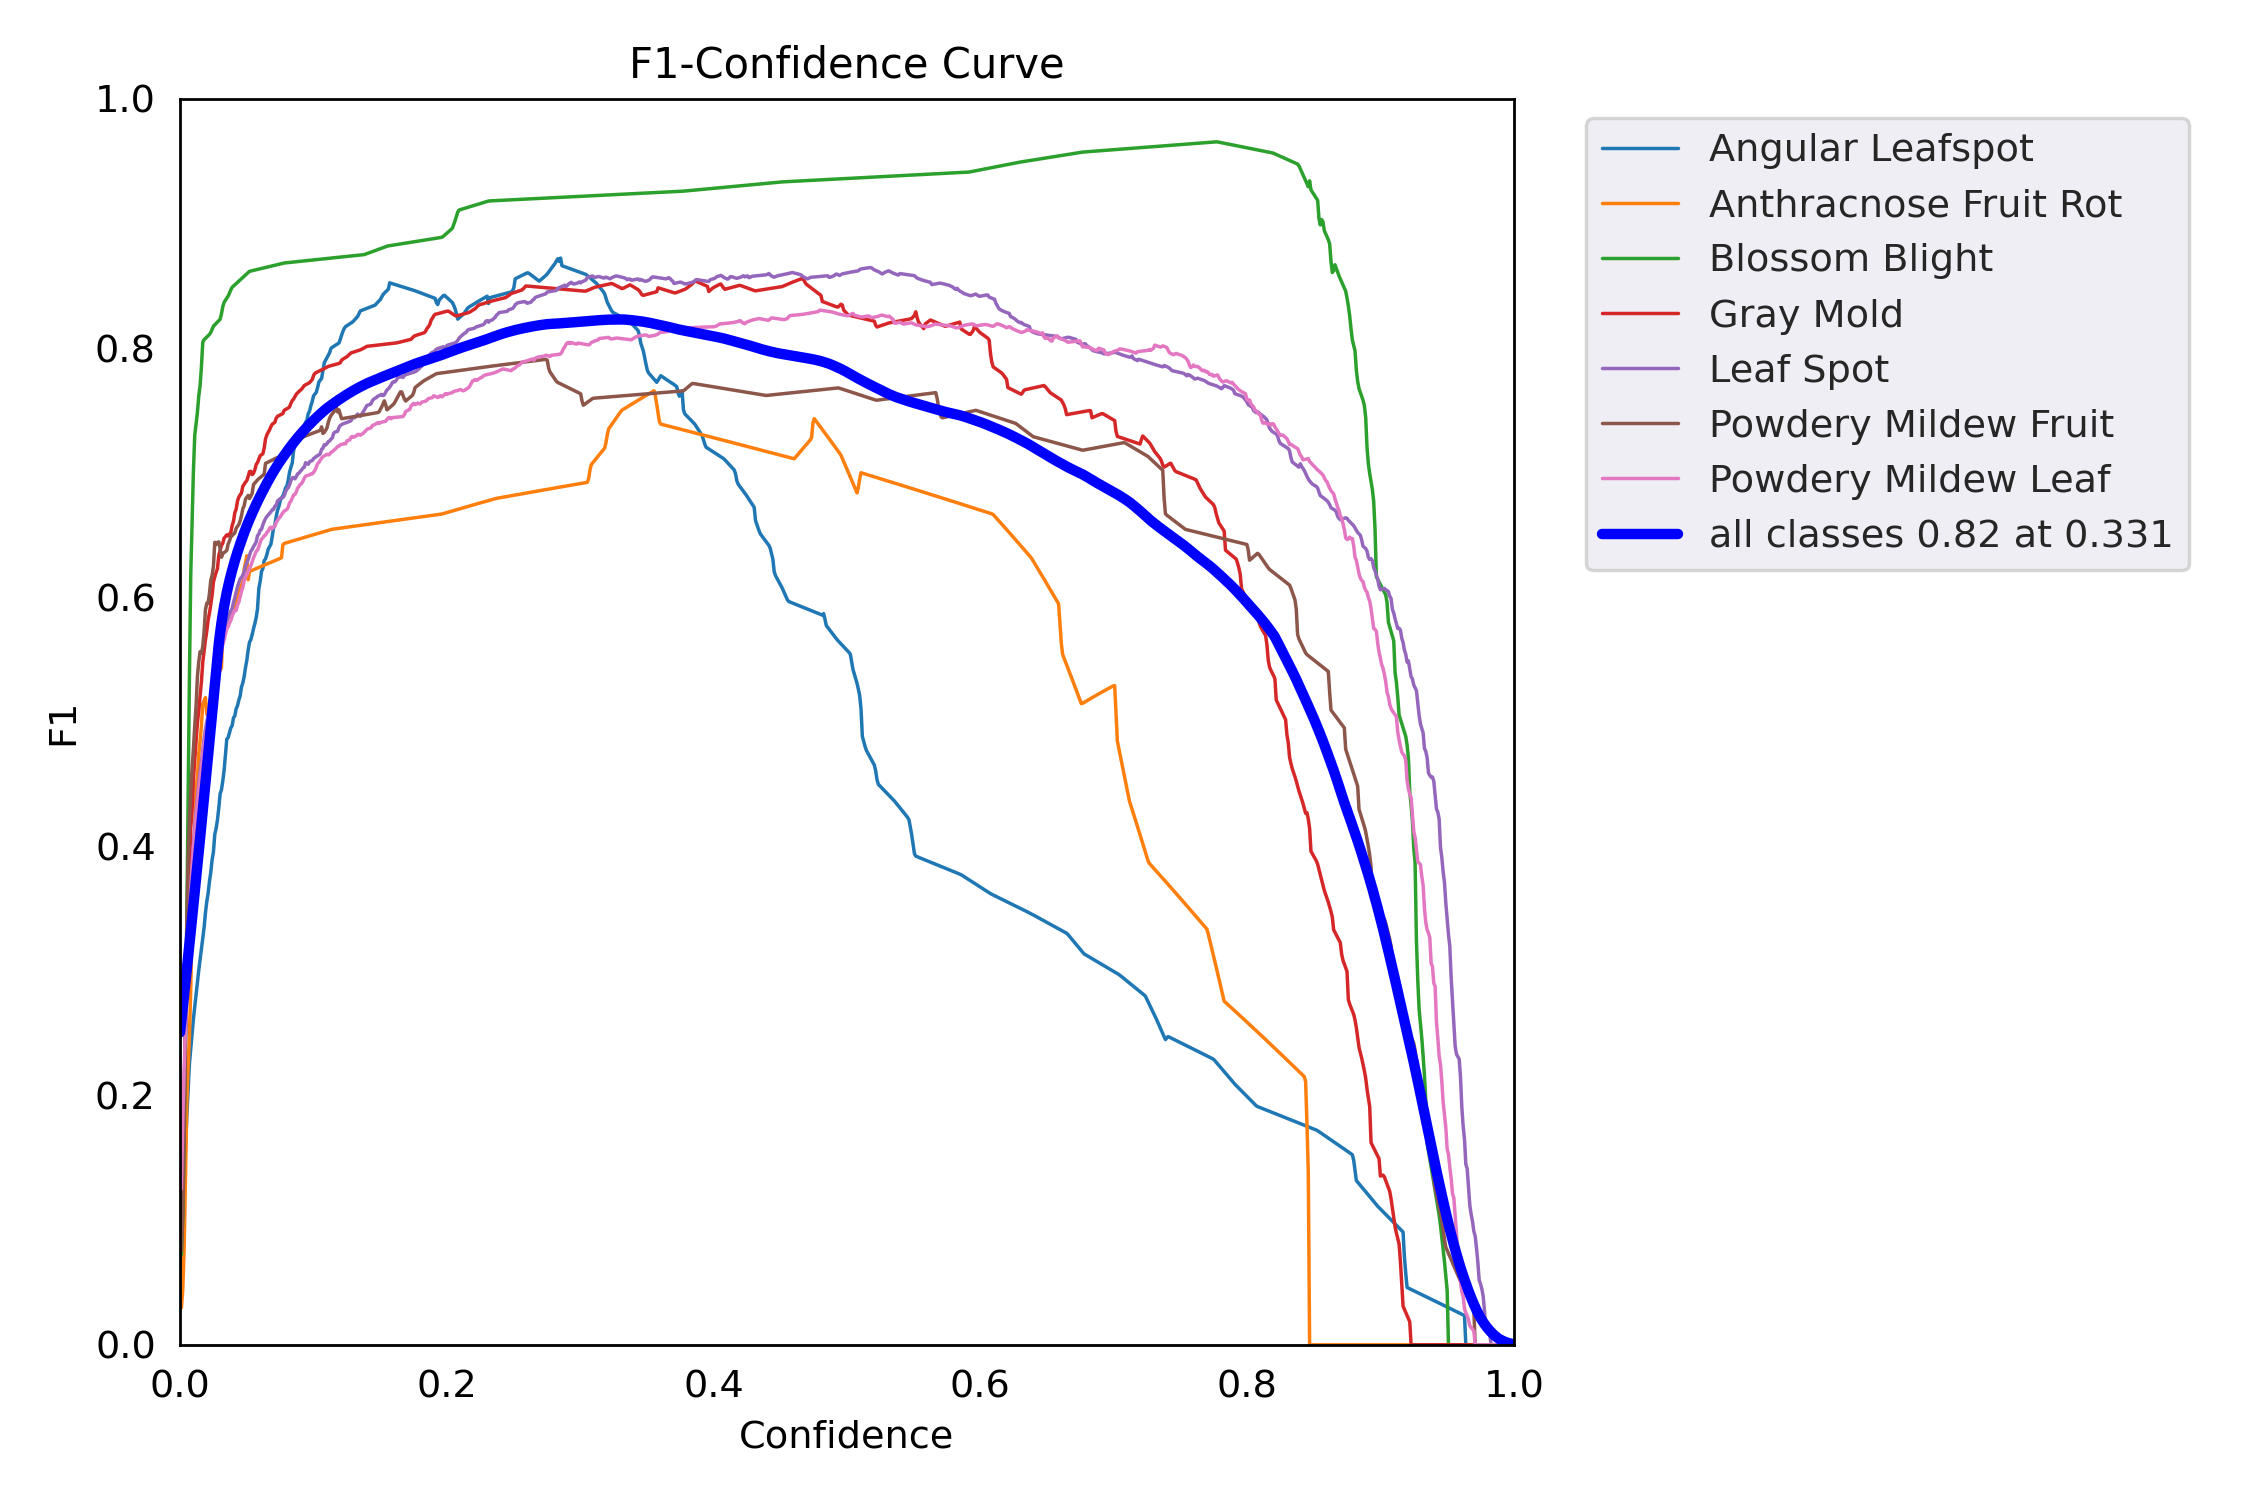 F1-Confidence Curve
1.0
0.8
0.6
0.4
0.2
0.0
F1
0.0 0.2 0.4 0.6 0.8 1.0
Confidence
Angular Leafspot
Anthracnose Fruit Rot
Blossom Blight
Gray Mold
Leaf Spot
Powdery Mildew Fruit
Powdery Mildew Leaf
all classes 0.82 at 0.331